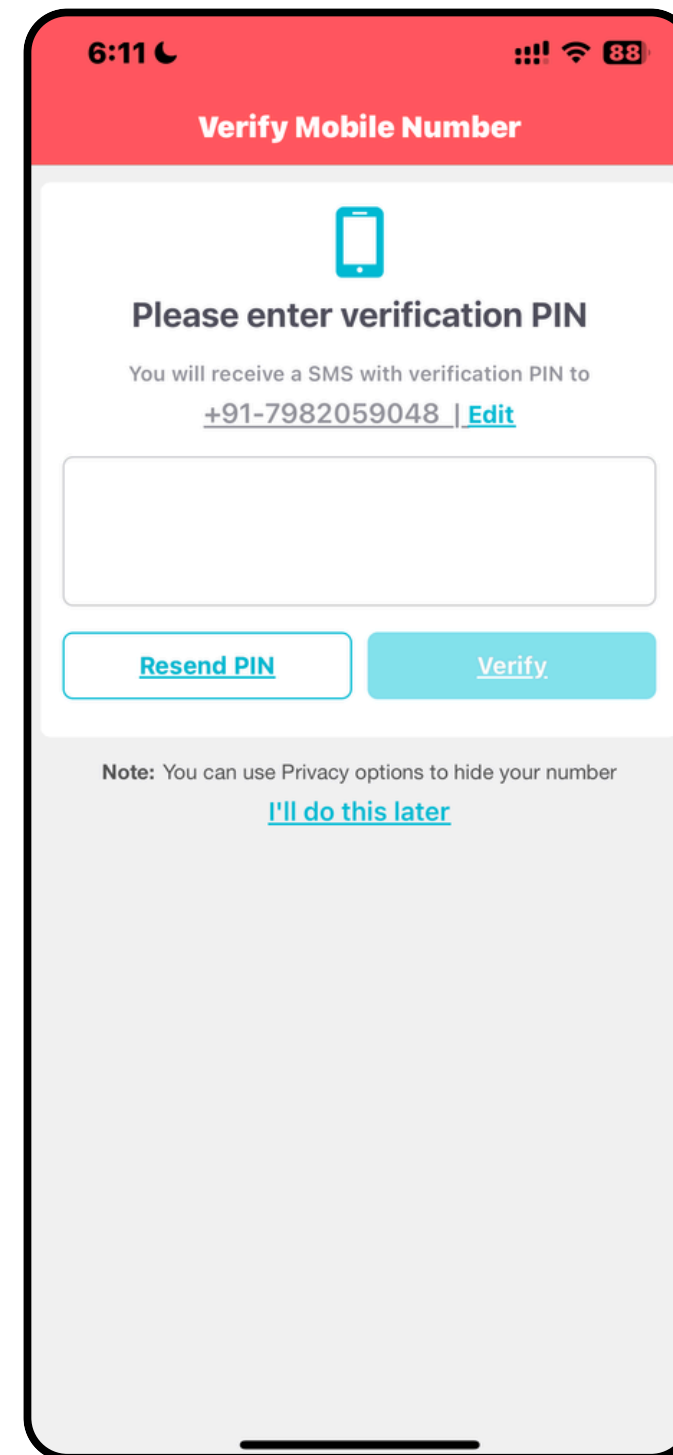 6:11 88
Verify Mobile Number
Please enter verification PIN
You will receive a SMS with verification PIN to
+91-7982059048 | Edit
Resend PIN Verify
Note: You can use Privacy options to hide your number
I'll do this later